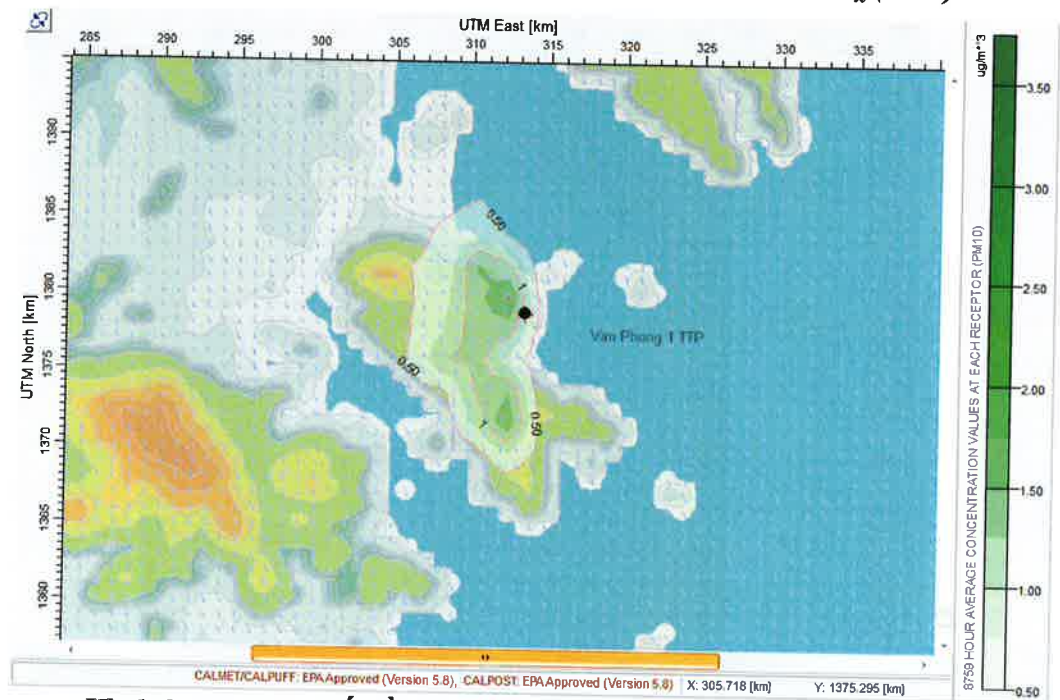 UTM East [km]
285 290 295 300 305 310 315 320 325 330 335
ug/m**3
3.50
1390
3.00
1385
0.50
UTM North [km]
1380
1
2.50
Van Phong 1 TTP
1375
0.50
2.00
1370
1
0.50
1.50
1365
1360
1.00
8759 HOUR AVERAGE CONCENTRATION VALUES AT EACH RECEPTOR (PM10)
0.50
CALMET/CALPUFF: EPA Approved (Version 5.8), CALPOST: EPA Approved (Version 5.8) X: 305.718 [km] Y: 1375.295 [km]